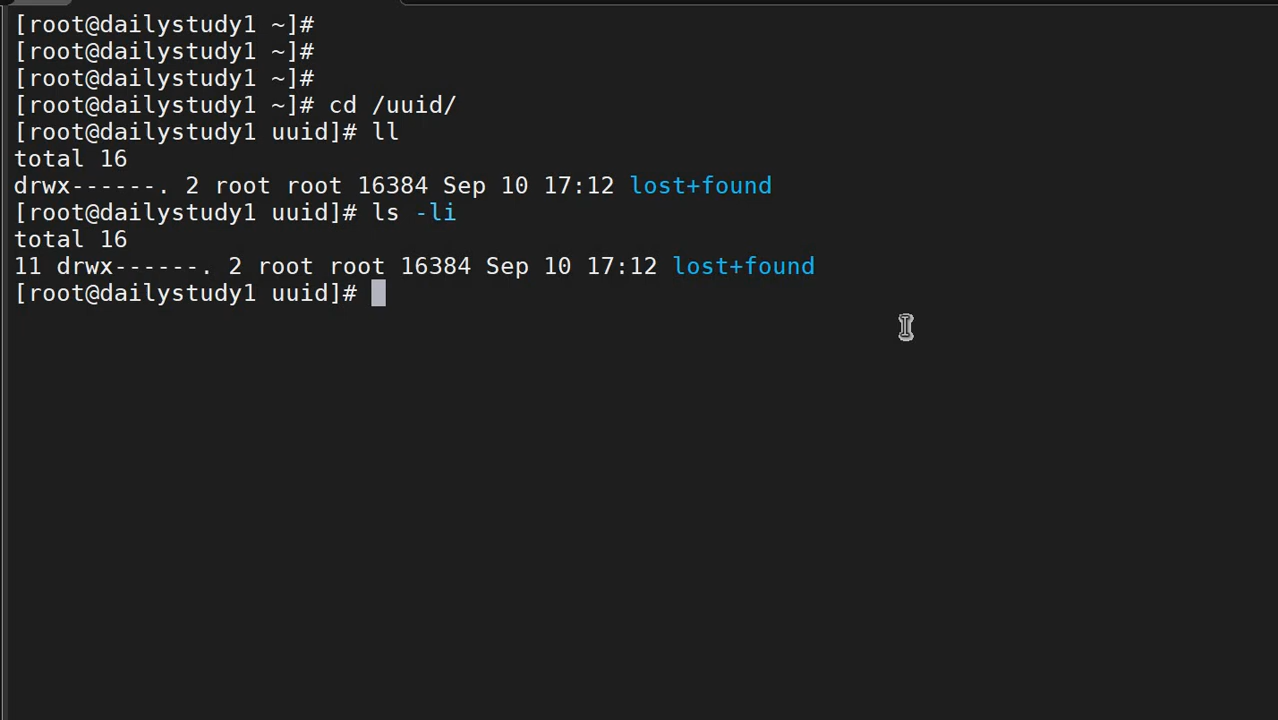 [root@dailystudy1 ~]#
[root@dailystudy1 ~]#
[root@dailystudy1 ~]#
[root@dailystudy1 ~]# cd /uuid/
[root@dailystudy1 uuid]# ll
total 16
drwx------. 2 root root 16384 Sep 10 17:12 lost+found
[root@dailystudy1 uuid]# ls -li
total 16
11 drwx------. 2 root root 16384 Sep 10 17:12 lost+found
[root@dailystudy1 uuid]#